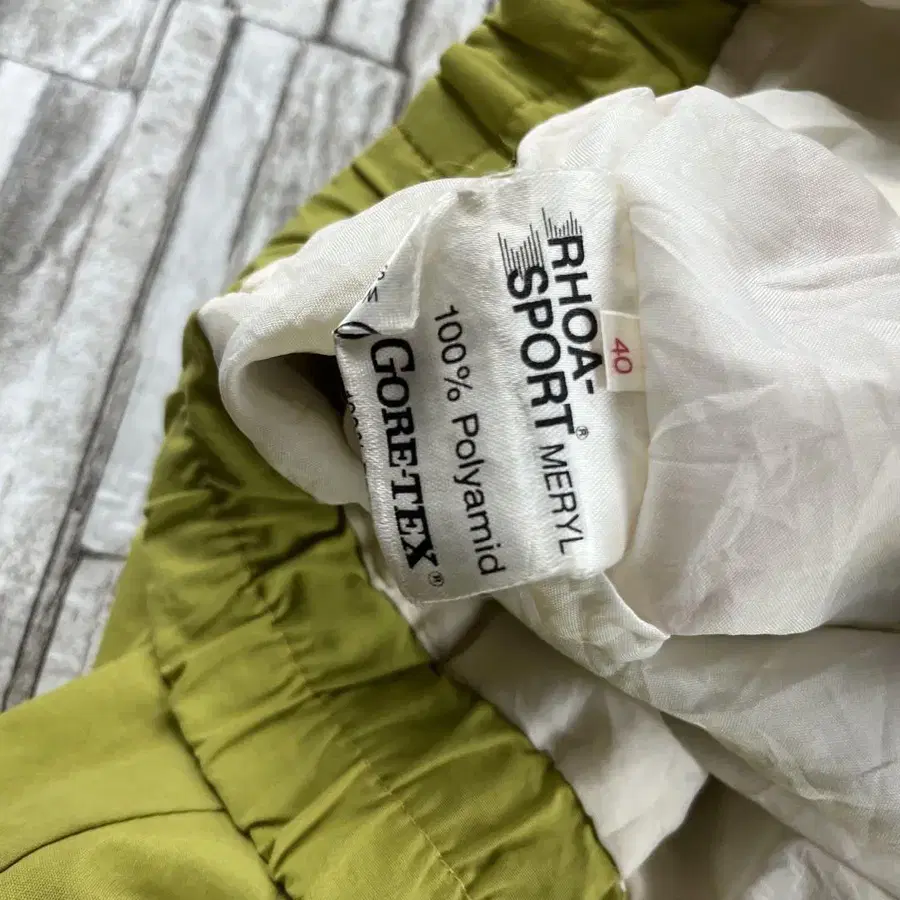 RHOA-
SPORT® MERYL
100% Polyamid
GORE-TEX®
40